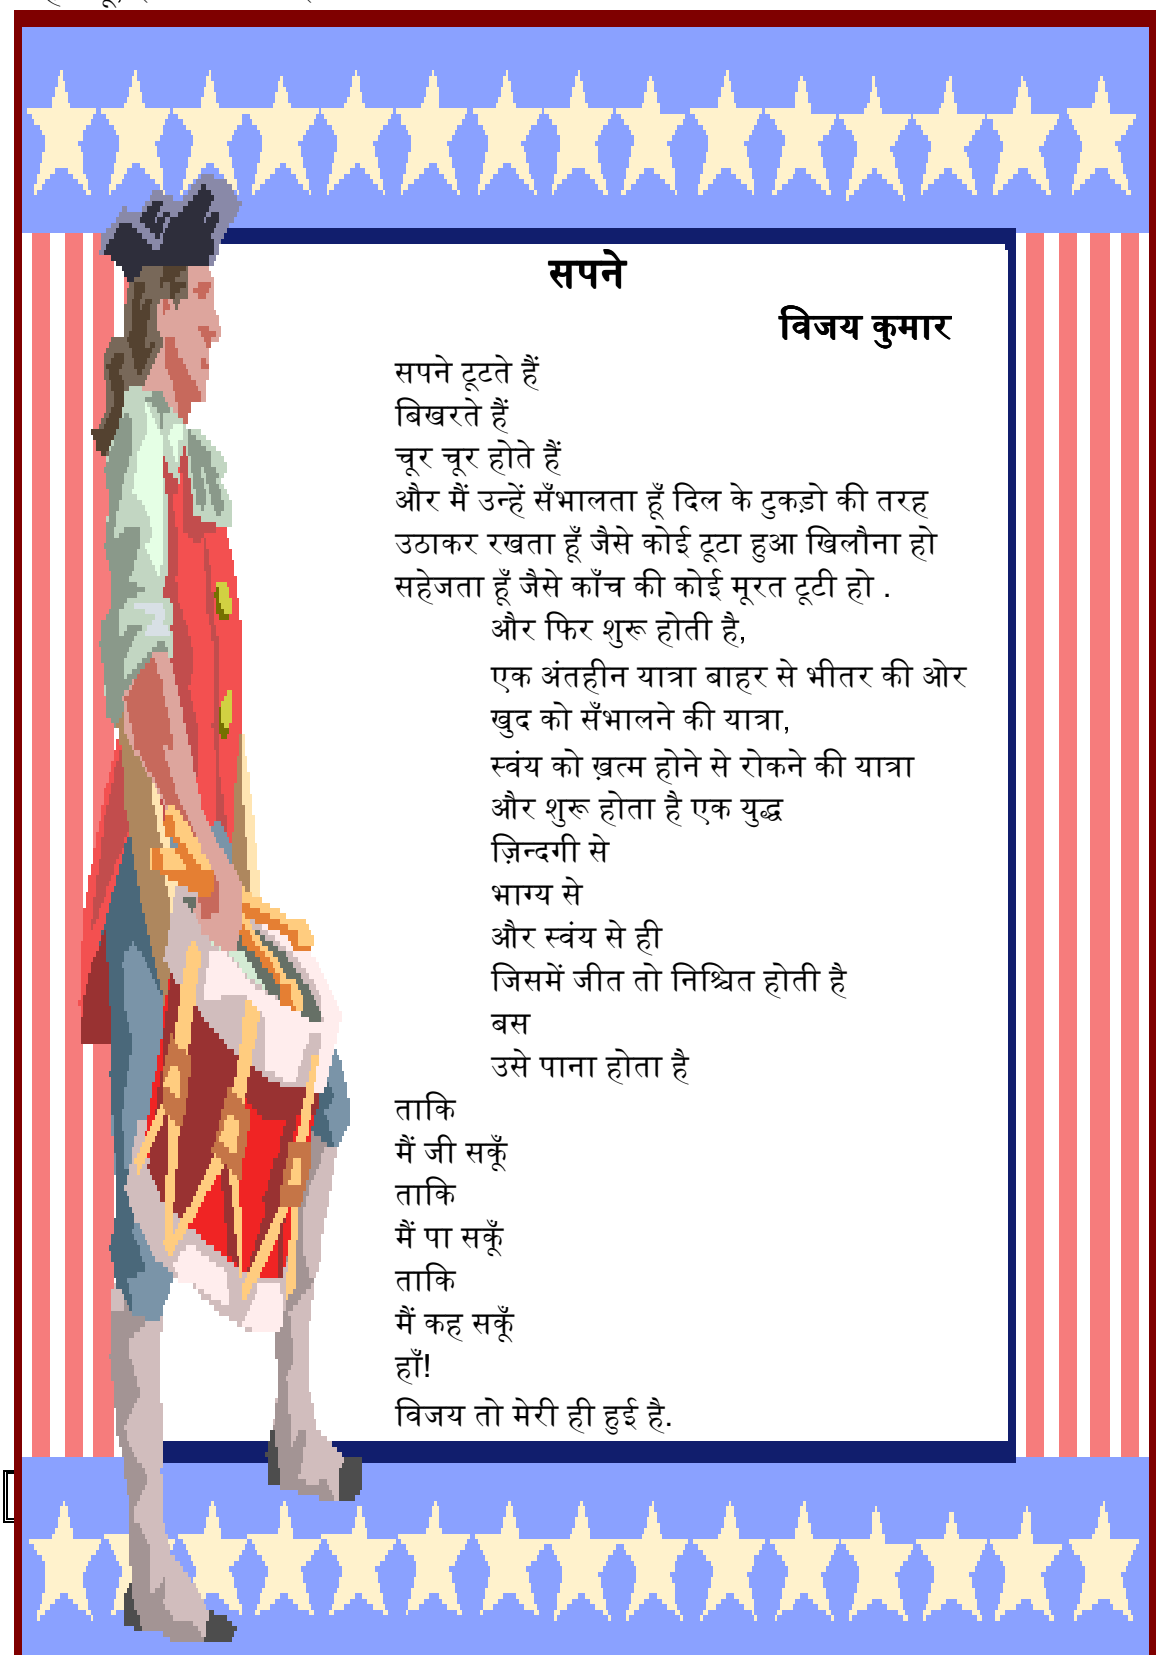 सपने
विजय कुमार
सपने टूटते हैं
बिखरते हैं
चूर चूर होते हैं
और मैं उन्हें सँभालता हूँ दिल के टुकड़ो की तरह
उठाकर रखता हूँ जैसे कोई टूटा हुआ खिलौना हो
सहेजता हूँ जैसे काँच की कोई मूरत टूटी हो .
और फिर शुरू होती है,
एक अंतहीन यात्रा बाहर से भीतर की ओर
खुद को सँभालने की यात्रा,
स्वंय को ख़त्म होने से रोकने की यात्रा
और शुरू होता है एक युद्ध
ज़िन्दगी से
भाग्य से
और स्वंय से ही
जिसमें जीत तो निश्चित होती है
बस
उसे पाना होता है
ताकि
मैं जी सकूँ
ताकि
मैं पा सकूँ
ताकि
मैं कह सकूँ
हाँ!
विजय तो मेरी ही हुई है.